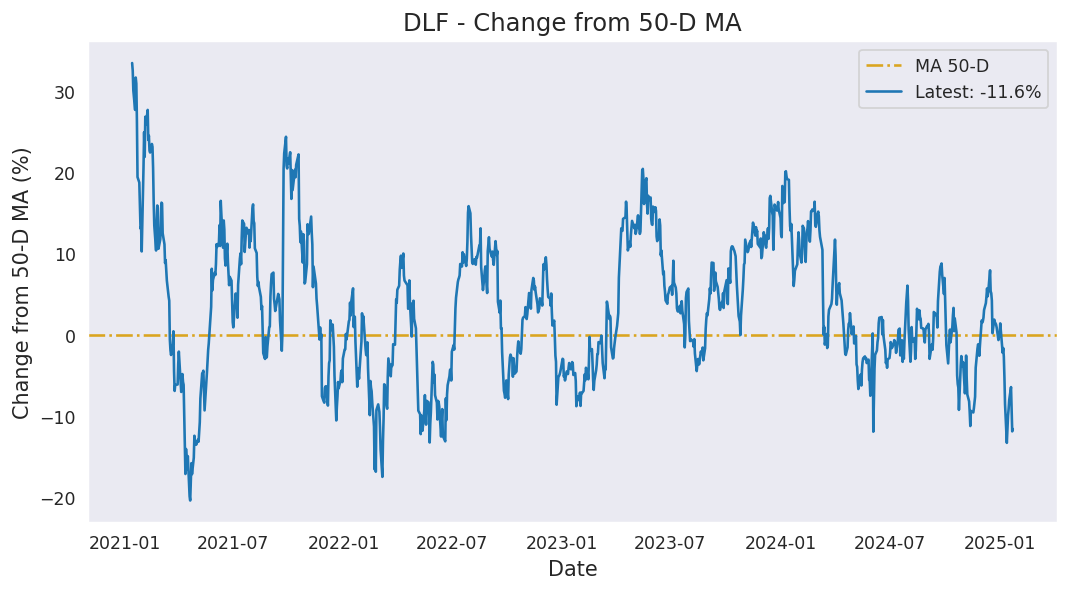 DLF - Change from 50-D MA
MA 50-D
Latest: -11.6%
Change from 50-D MA (%)
30
20
10
0
−10
−20
2021-01 2021-07 2022-01 2022-07 2023-01 2023-07 2024-01 2024-07 2025-01
Date